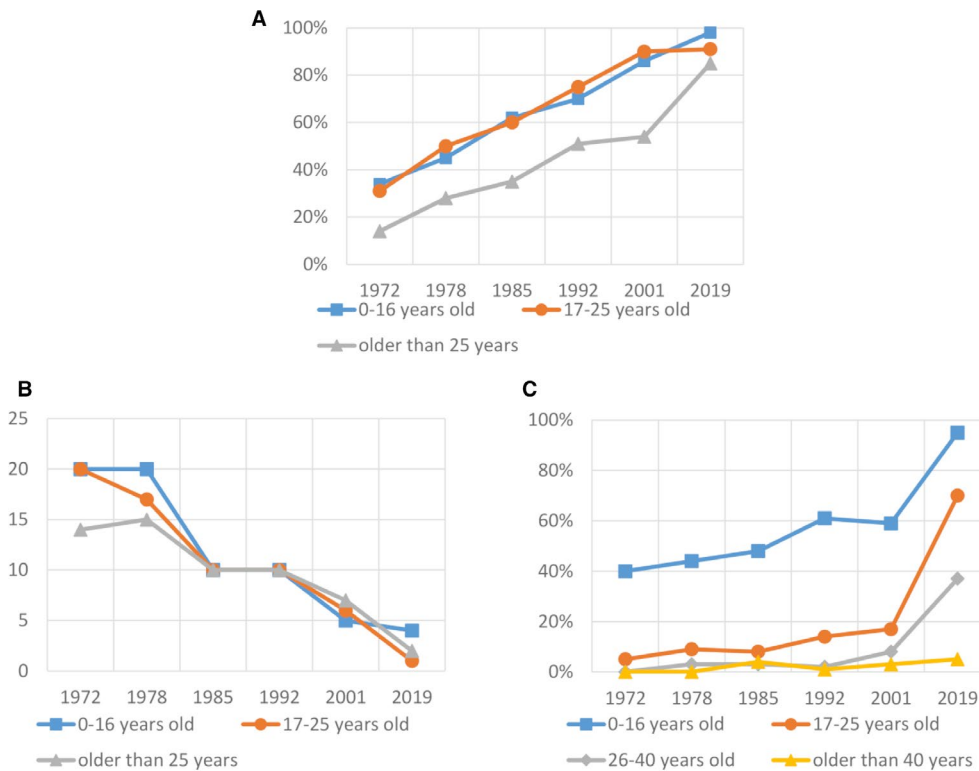 A
100%
80%
60%
40%
20%
0%
1972 1978 1985 1992 2001 2019
0-16 years old 17-25 years old
older than 25 years
B
25
20
15
10
5
0
1972 1978 1985 1992 2001 2019
0-16 years old 17-25 years old
older than 25 years
C
100%
80%
60%
40%
20%
0%
1972 1978 1985 1992 2001 2019
0-16 years old 17-25 years old
26-40 years old older than 40 years